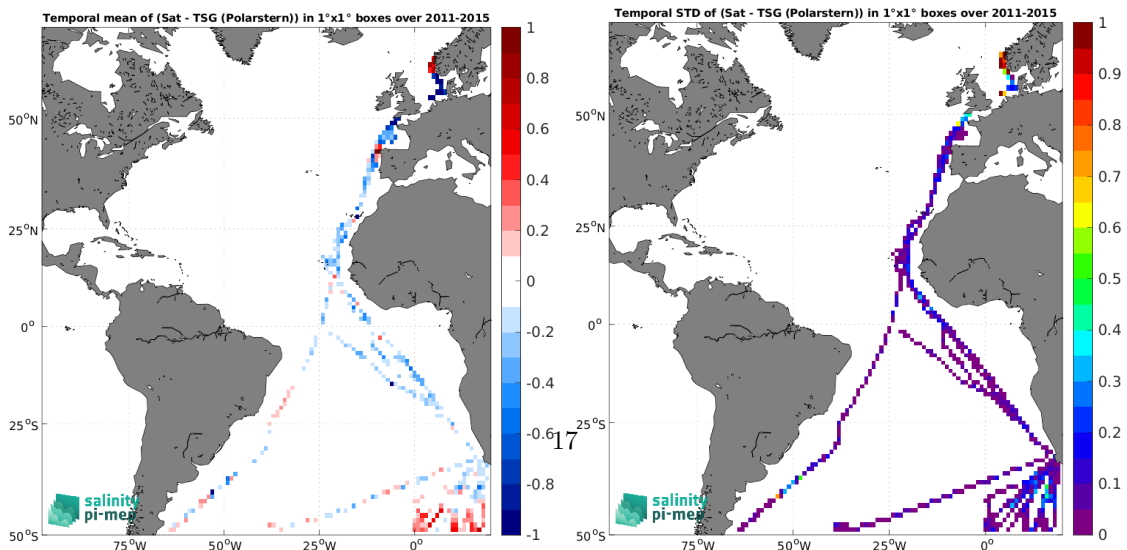 Temporal mean of (Sat - TSG (Polarstern)) in 1°x1° boxes over 2011-2015
50°N
25°N
0°
25°S
50°S
75°W
50°W
25°W
0°
1
0.8
0.6
0.4
0.2
0
-0.2
-0.4
-0.6
-0.8
-1
salinity
pi-mep
17
Temporal STD of (Sat - TSG (Polarstern)) in 1°x1° boxes over 2011-2015
50°N
25°N
0°
25°S
50°S
75°W
50°W
25°W
0°
1
0.9
0.8
0.7
0.6
0.5
0.4
0.3
0.2
0.1
0
salinity
pi-mep